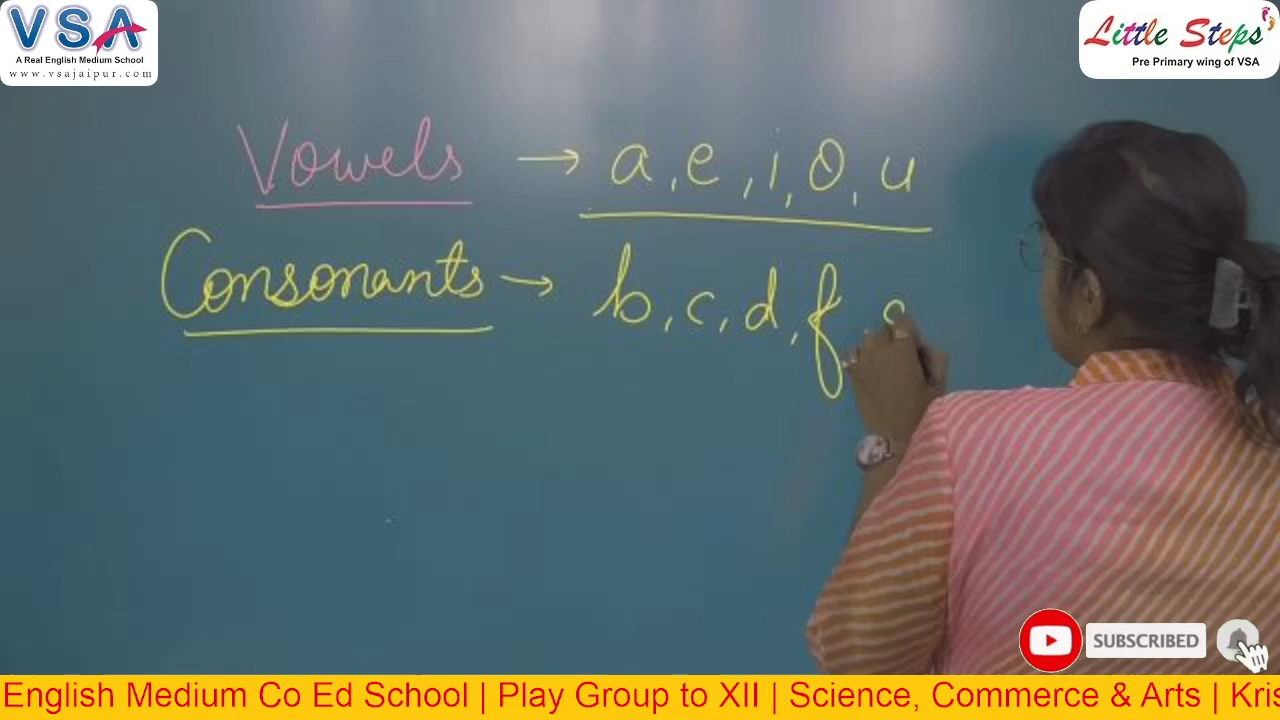 VSA
A Real English Medium School
www.vsajaipur.com
Little Steps
Pre Primary wing of VSA
Vowels → a, e, i, o, u
Consonants → b, c, d, f,
SUBSCRIBED
English Medium Co Ed School | Play Group to XII | Science, Commerce & Arts | Kris